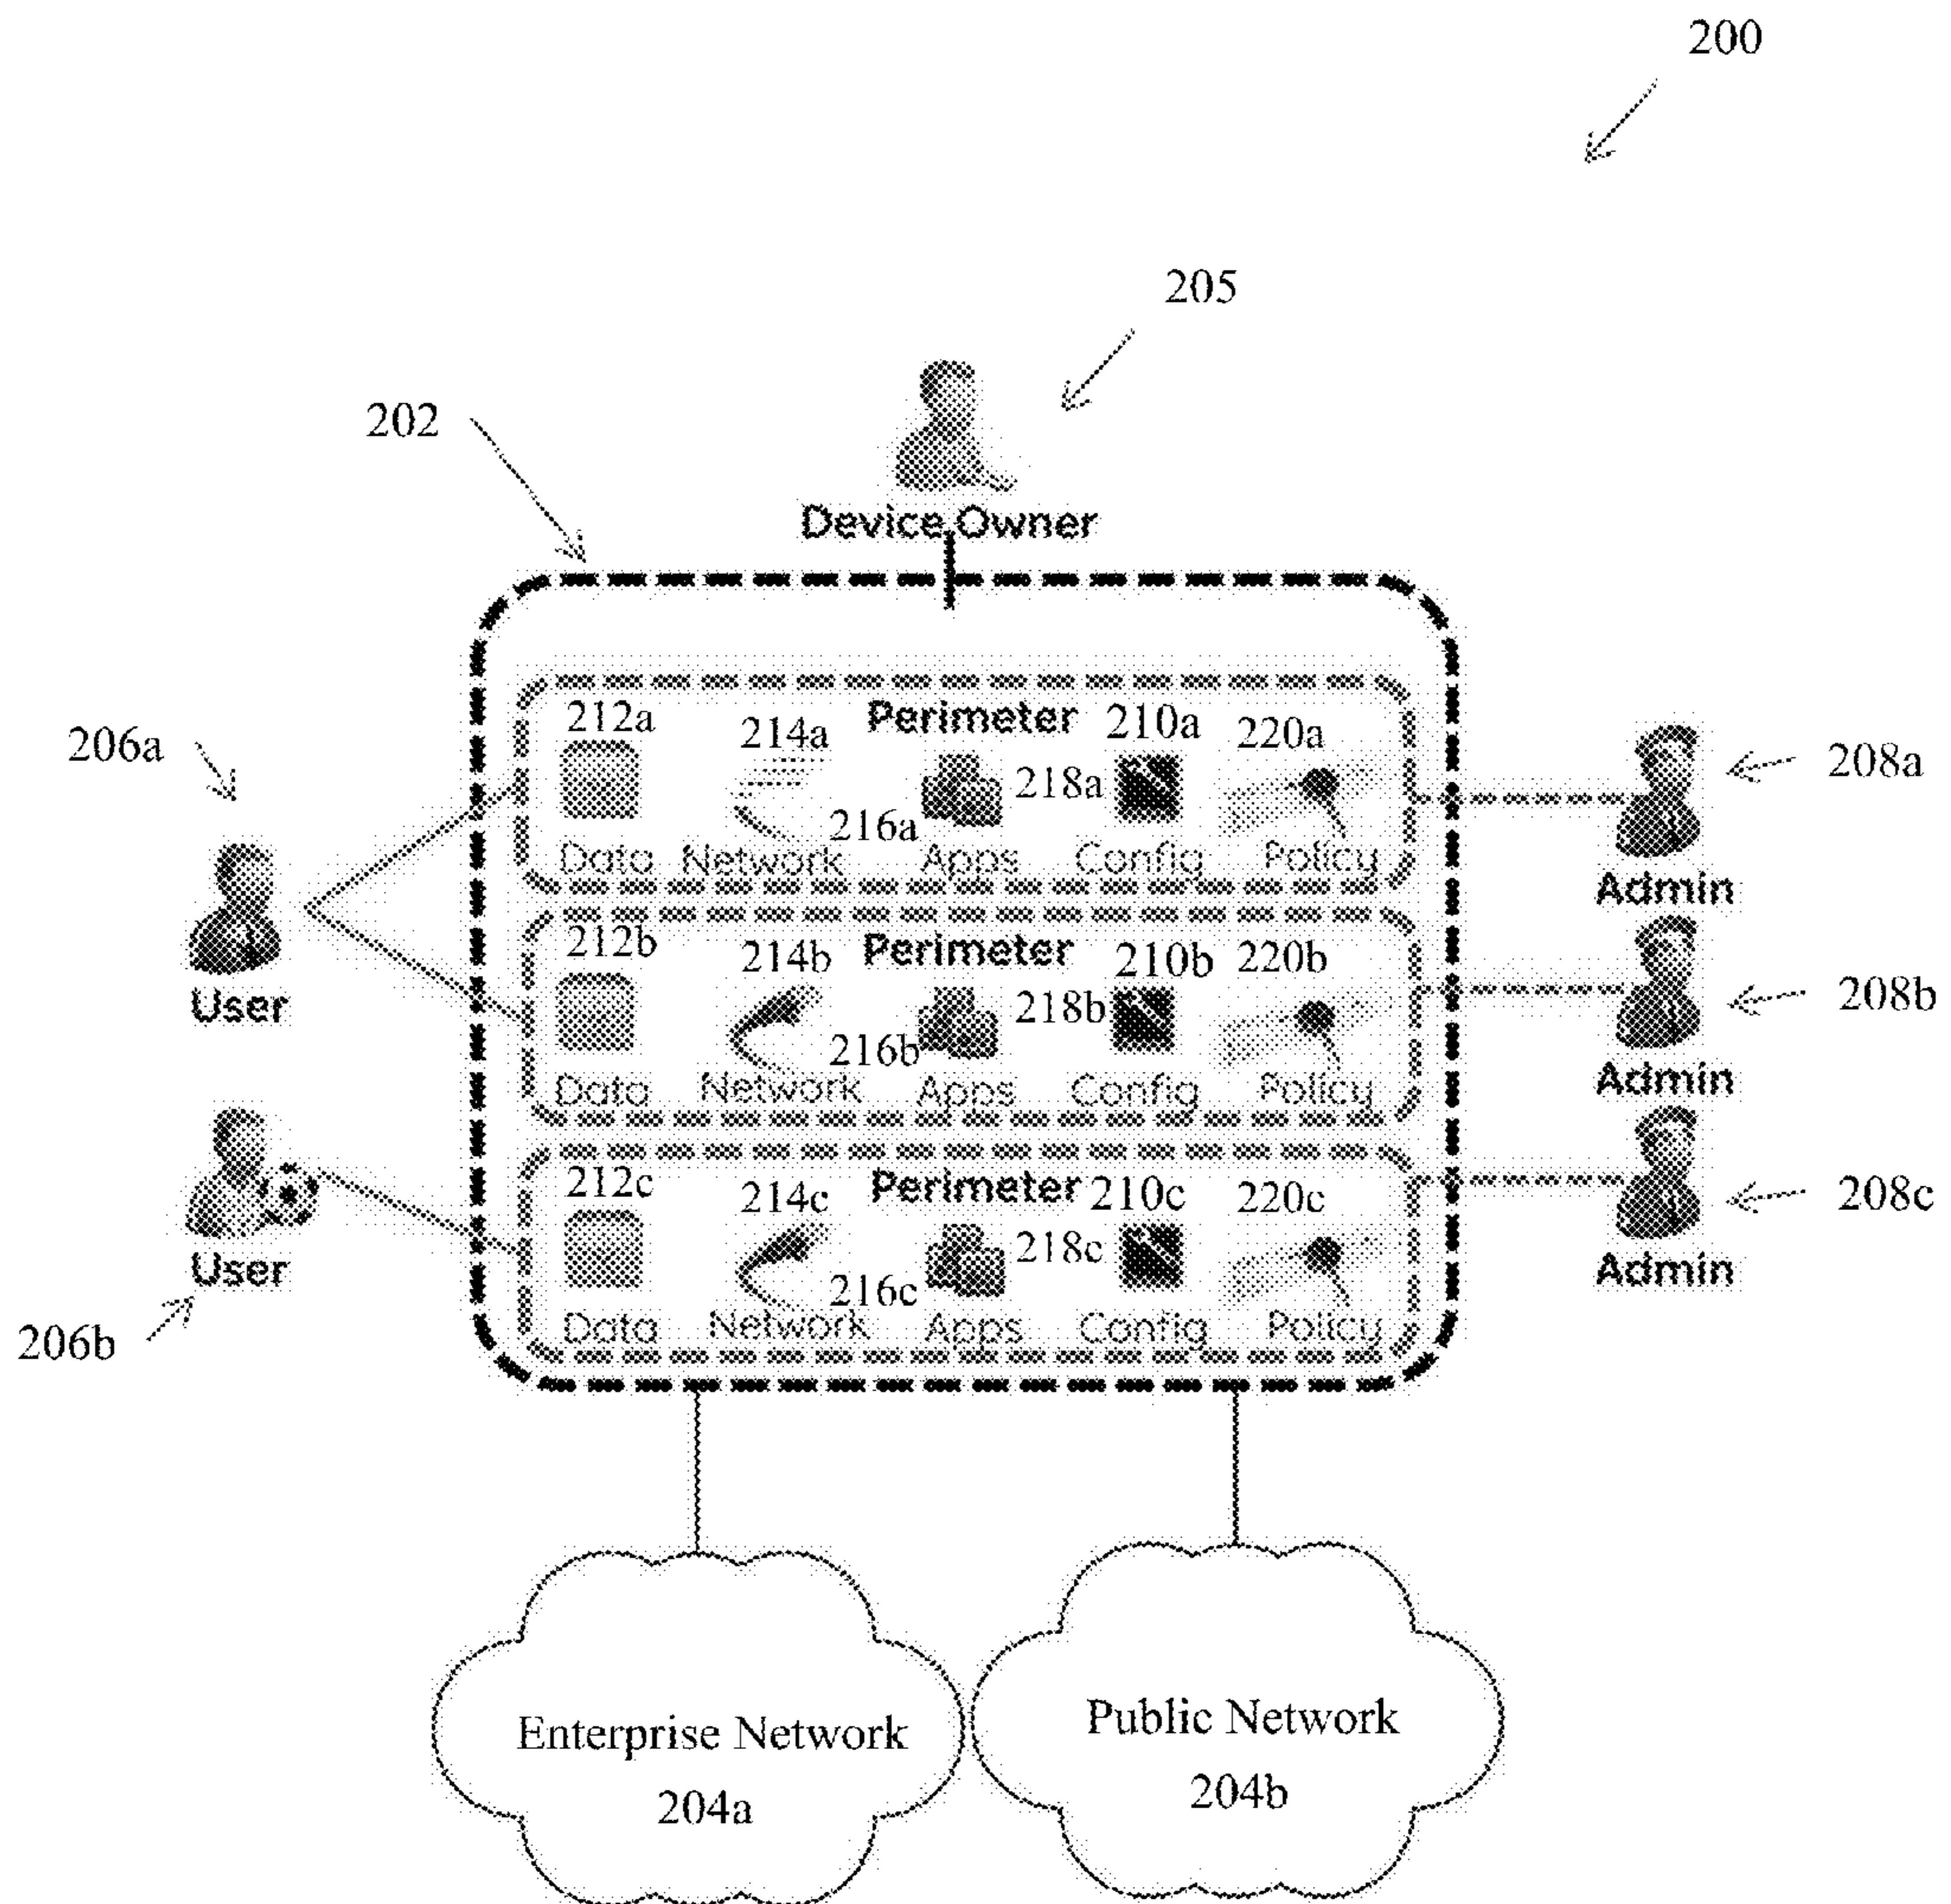 200
205
202
Device Owner
212a 214a Perimeter 210a 220a
206a
218a
208a
216a
Data Network Apps Config Policy
Admin
212b 214b Perimeter 210b 220b
User
218b
208b
216b
Data Network Apps Config Policy
Admin
212c 214c Perimeter 210c 220c
208c
218c
User
216c
Admin
Data Network Apps Config Policy
206b
Enterprise Network
204a
Public Network
204b